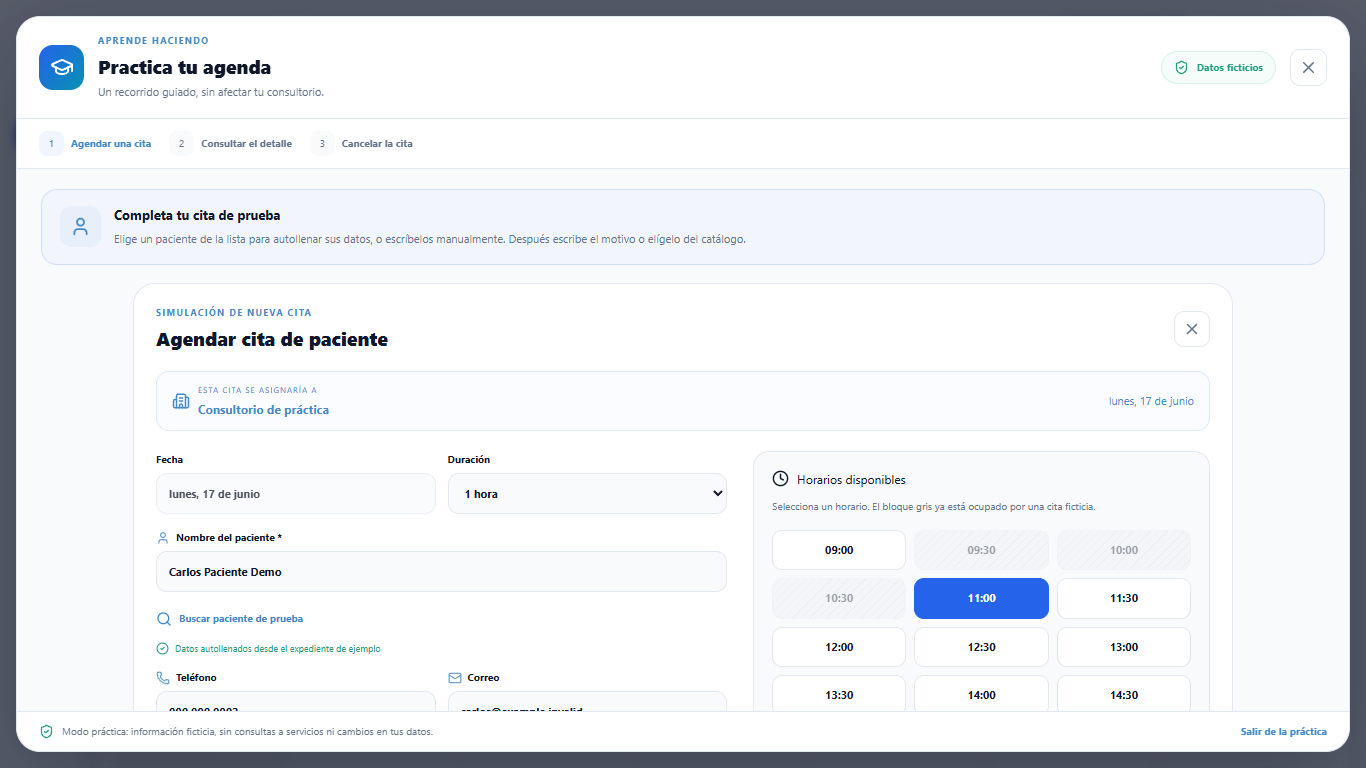 APRENDE HACIENDO
Practica tu agenda
Un recorrido guiado, sin afectar tu consultorio.
Datos ficticios
1 Agendar una cita 2 Consultar el detalle 3 Cancelar la cita
Completa tu cita de prueba
Elige un paciente de la lista para autollenar sus datos, o escríbelos manualmente. Después escribe el motivo o elígelo del catálogo.
SIMULACIÓN DE NUEVA CITA
Agendar cita de paciente
ESTA CITA SE ASIGNARÍA A
Consultorio de práctica
lunes, 17 de junio
Fecha
Duración
lunes, 17 de junio
1 hora
Nombre del paciente *
Carlos Paciente Demo
Buscar paciente de prueba
Datos autollenados desde el expediente de ejemplo
Teléfono
Correo
Horarios disponibles
Selecciona un horario. El bloque gris ya está ocupado por una cita ficticia.
09:00 09:30 10:00
10:30 11:00 11:30
12:00 12:30 13:00
13:30 14:00 14:30
Modo práctica: información ficticia, sin consultas a servicios ni cambios en tus datos.
Salir de la práctica